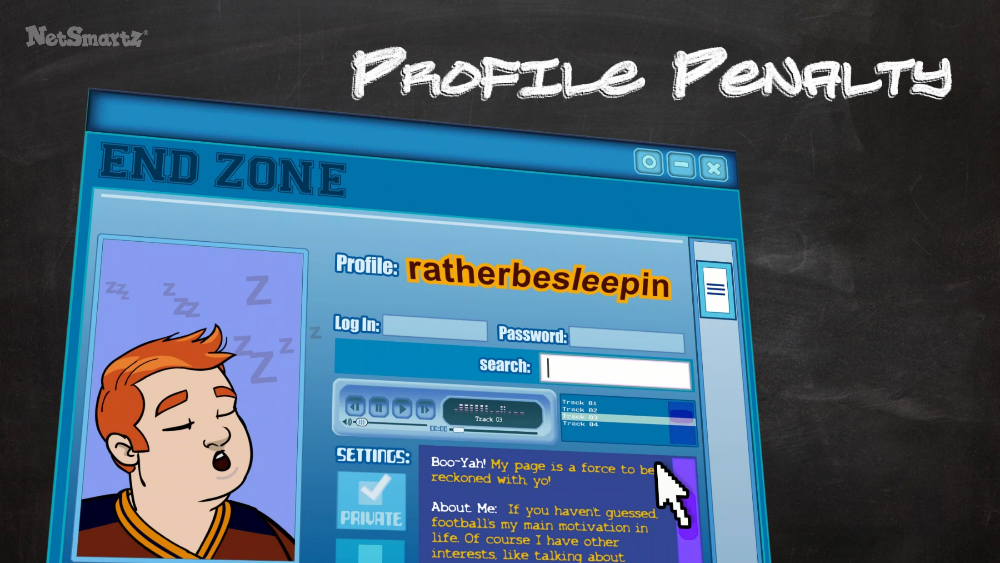 NetSmartz®
Profile Penalty
END ZONE
Profile: ratherbesleepin
zz
z
z
zz
z
z
z
z
z
Log In:
Password:
search:
Track 03
00:00
Track 01
Track 02
Track 03
Track 04
SETTINGS:
PRIVATE
Boo-Yah! My page is a force to be
reckoned with, yo!
About Me: If you haven't guessed,
football's my main motivation in
life. Of course I have other
interests, like talking about